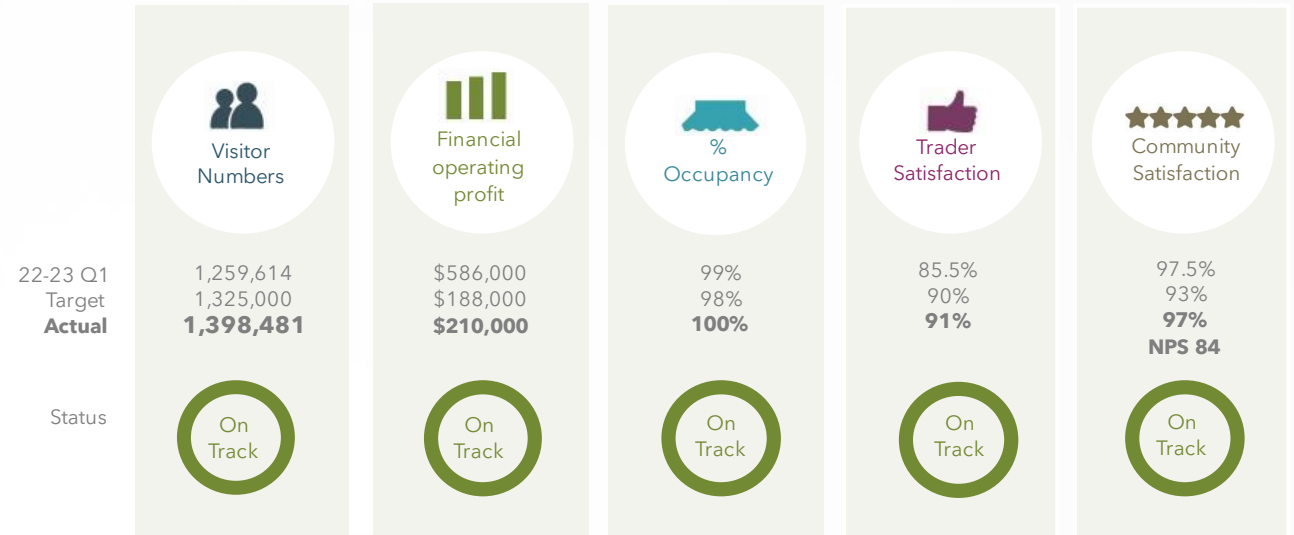 Visitor
Numbers
Financial
operating
profit
%
Occupancy
Trader
Satisfaction
Community
Satisfaction
22-23 Q1 1,259,614 $586,000 99% 85.5% 97.5%
Target 1,325,000 $188,000 98% 90% 93%
Actual 1,398,481 $210,000 100% 91% 97%
NPS 84
Status
On
Track
On
Track
On
Track
On
Track
On
Track